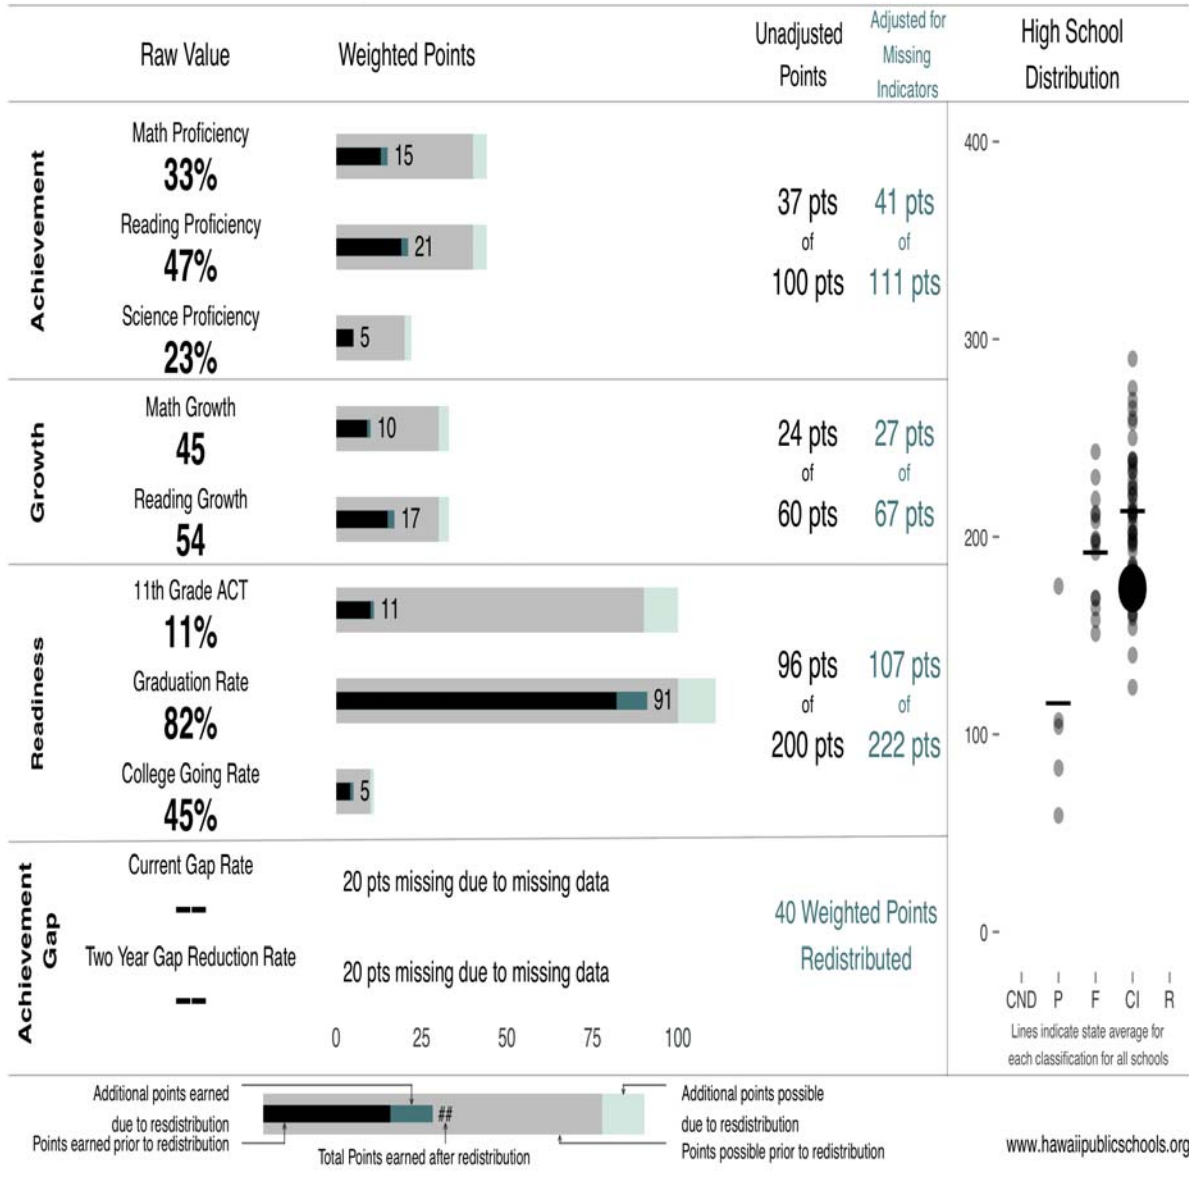 Raw Value
Weighted Points
Unadjusted
Points
Adjusted for
Missing
Indicators
High School
Distribution
Achievement
Math Proficiency
33%
15
Reading Proficiency
47%
21
Science Proficiency
23%
5
37 pts
of
100 pts
41 pts
of
111 pts
Growth
Math Growth
45
10
Reading Growth
54
17
24 pts
of
60 pts
27 pts
of
67 pts
Readiness
11th Grade ACT
11%
11
Graduation Rate
82%
91
College Going Rate
45%
5
96 pts
of
200 pts
107 pts
of
222 pts
Achievement
Gap
Current Gap Rate
--
20 pts missing due to missing data
Two Year Gap Reduction Rate
--
20 pts missing due to missing data
40 Weighted Points
Redistributed
0 25 50 75 100
400
300
200
100
0
CND P F CI R
Lines indicate state average for
each classification for all schools
Additional points earned
due to resdistribution
Points earned prior to redistribution
##
Total Points earned after redistribution
Additional points possible
due to resdistribution
Points possible prior to redistribution
www.hawaiipublicschools.org